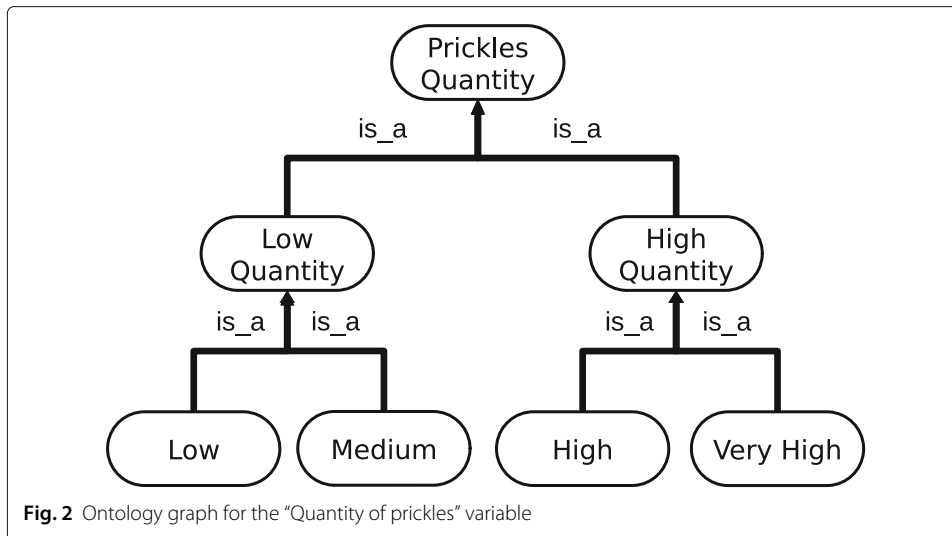 Prickles
Quantity
is_a is_a
Low
Quantity
High
Quantity
is_a is_a is_a is_a
Low Medium High Very High
Fig. 2 Ontology graph for the “Quantity of prickles” variable